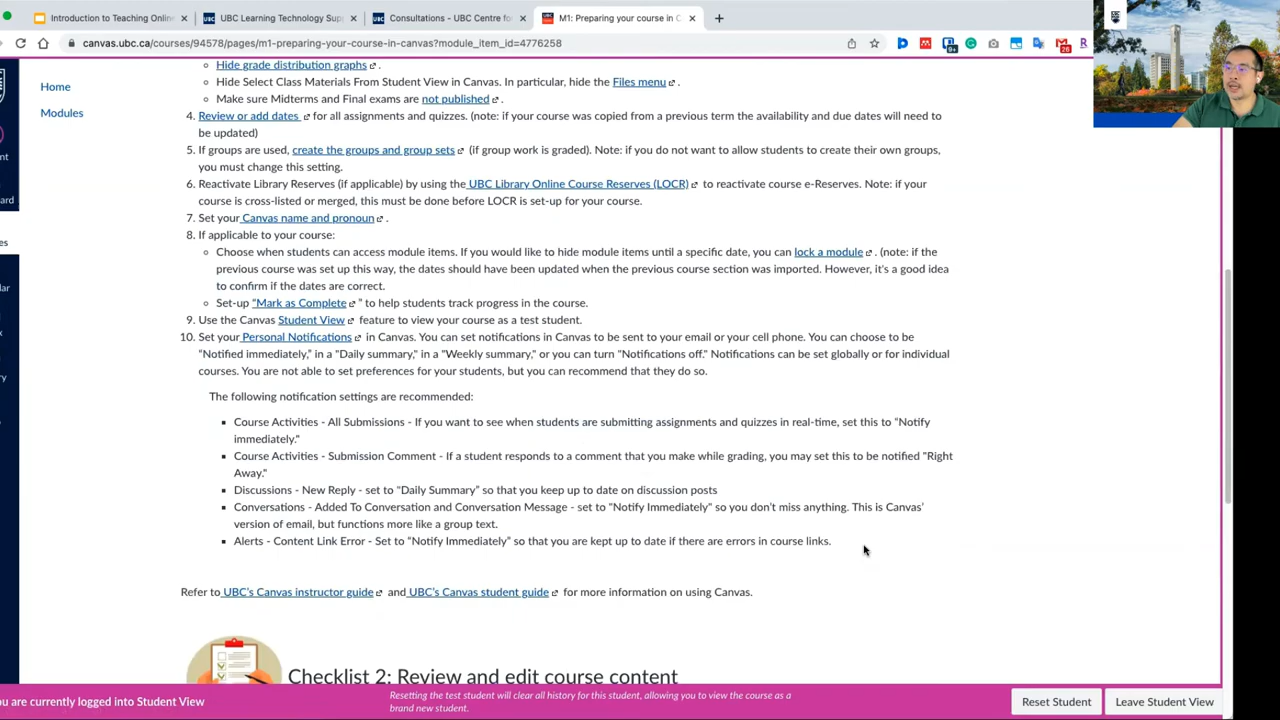 Introduction to Teaching Online
UBC Learning Technology Sup
Consultations - UBC Centre fo
M1: Preparing your course in C
canvas.ubc.ca/courses/94578/pages/m1-preparing-your-course-in-canvas?module_item_id=4776258
9+
26
Home
Modules
Hide grade distribution graphs .
Hide Select Class Materials From Student View in Canvas. In particular, hide the Files menu .
Make sure Midterms and Final exams are not published .
4. Review or add dates for all assignments and quizzes. (note: if your course was copied from a previous term the availability and due dates will need to
be updated)
5. If groups are used, create the groups and group sets (if group work is graded). Note: if you do not want to allow students to create their own groups,
you must change this setting.
6. Reactivate Library Reserves (if applicable) by using the UBC Library Online Course Reserves (LOCR) to reactivate course e-Reserves. Note: if your
course is cross-listed or merged, this must be done before LOCR is set-up for your course.
7. Set your Canvas name and pronoun .
8. If applicable to your course:
Choose when students can access module items. If you would like to hide module items until a specific date, you can lock a module . (note: if the
previous course was set up this way, the dates should have been updated when the previous course section was imported. However, it's a good idea
to confirm if the dates are correct.
Set-up “Mark as Complete ” to help students track progress in the course.
9. Use the Canvas Student View feature to view your course as a test student.
10. Set your Personal Notifications in Canvas. You can set notifications in Canvas to be sent to your email or your cell phone. You can choose to be
“Notified immediately,” in a "Daily summary," in a "Weekly summary," or you can turn "Notifications off." Notifications can be set globally or for individual
courses. You are not able to set preferences for your students, but you can recommend that they do so.
The following notification settings are recommended:
Course Activities - All Submissions - If you want to see when students are submitting assignments and quizzes in real-time, set this to “Notify
immediately."
Course Activities - Submission Comment - If a student responds to a comment that you make while grading, you may set this to be notified "Right
Away."
Discussions - New Reply - set to “Daily Summary” so that you keep up to date on discussion posts
Conversations - Added To Conversation and Conversation Message - set to "Notify Immediately" so you don’t miss anything. This is Canvas’
version of email, but functions more like a group text.
Alerts - Content Link Error - Set to “Notify Immediately” so that you are kept up to date if there are errors in course links.
Refer to UBC’s Canvas instructor guide and UBC’s Canvas student guide for more information on using Canvas.
Checklist 2: Review and edit course content
ou are currently logged into Student View
Resetting the test student will clear all history for this student, allowing you to view the course as a
brand new student.
Reset Student
Leave Student View